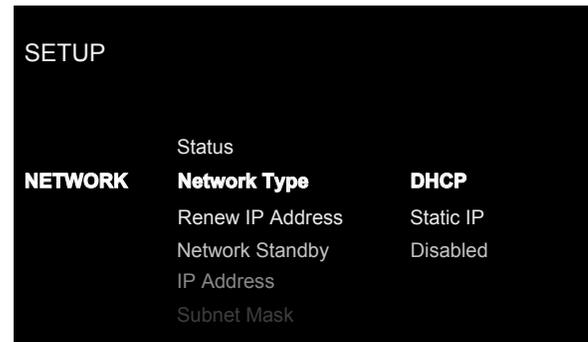 SETUP
Status
NETWORK Network Type DHCP
Renew IP Address Static IP
Network Standby Disabled
IP Address
Subnet Mask